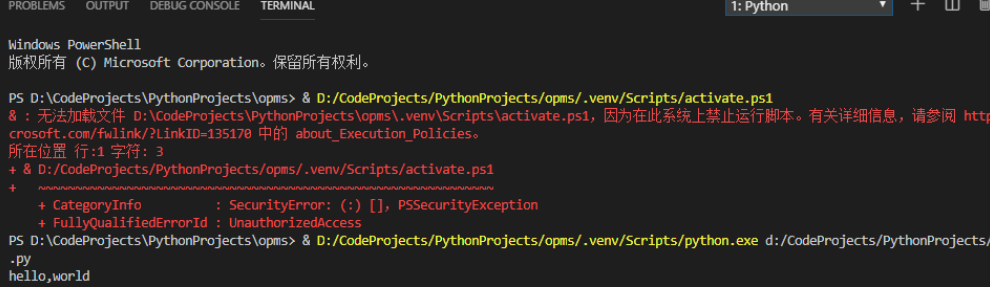 PROBLEMS OUTPUT DEBUG CONSOLE TERMINAL 1: Python
Windows PowerShell
版权所有 (C) Microsoft Corporation。保留所有权利。
PS D:\CodeProjects\PythonProjects\opms> & D:/CodeProjects/PythonProjects/opms/.venv/Scripts/activate.ps1
& : 无法加载文件 D:\CodeProjects\PythonProjects\opms\.venv\Scripts\activate.ps1，因为在此系统上禁止运行脚本。有关详细信息，请参阅 http
crosoft.com/fwlink/?LinkID=135170 中的 about_Execution_Policies。
所在位置 行:1 字符: 3
+ & D:/CodeProjects/PythonProjects/opms/.venv/Scripts/activate.ps1
+ ~~~~~~~~~~~~~~~~~~~~~~~~~~~~~~~~~~~~~~~~~~~~~~~~~~~~~~~~~~~~~~
+ CategoryInfo : SecurityError: (:) []，PSSecurityException
+ FullyQualifiedErrorId : UnauthorizedAccess
PS D:\CodeProjects\PythonProjects\opms> & D:/CodeProjects/PythonProjects/opms/.venv/Scripts/python.exe d:/CodeProjects/PythonProjects/
.py
hello,world